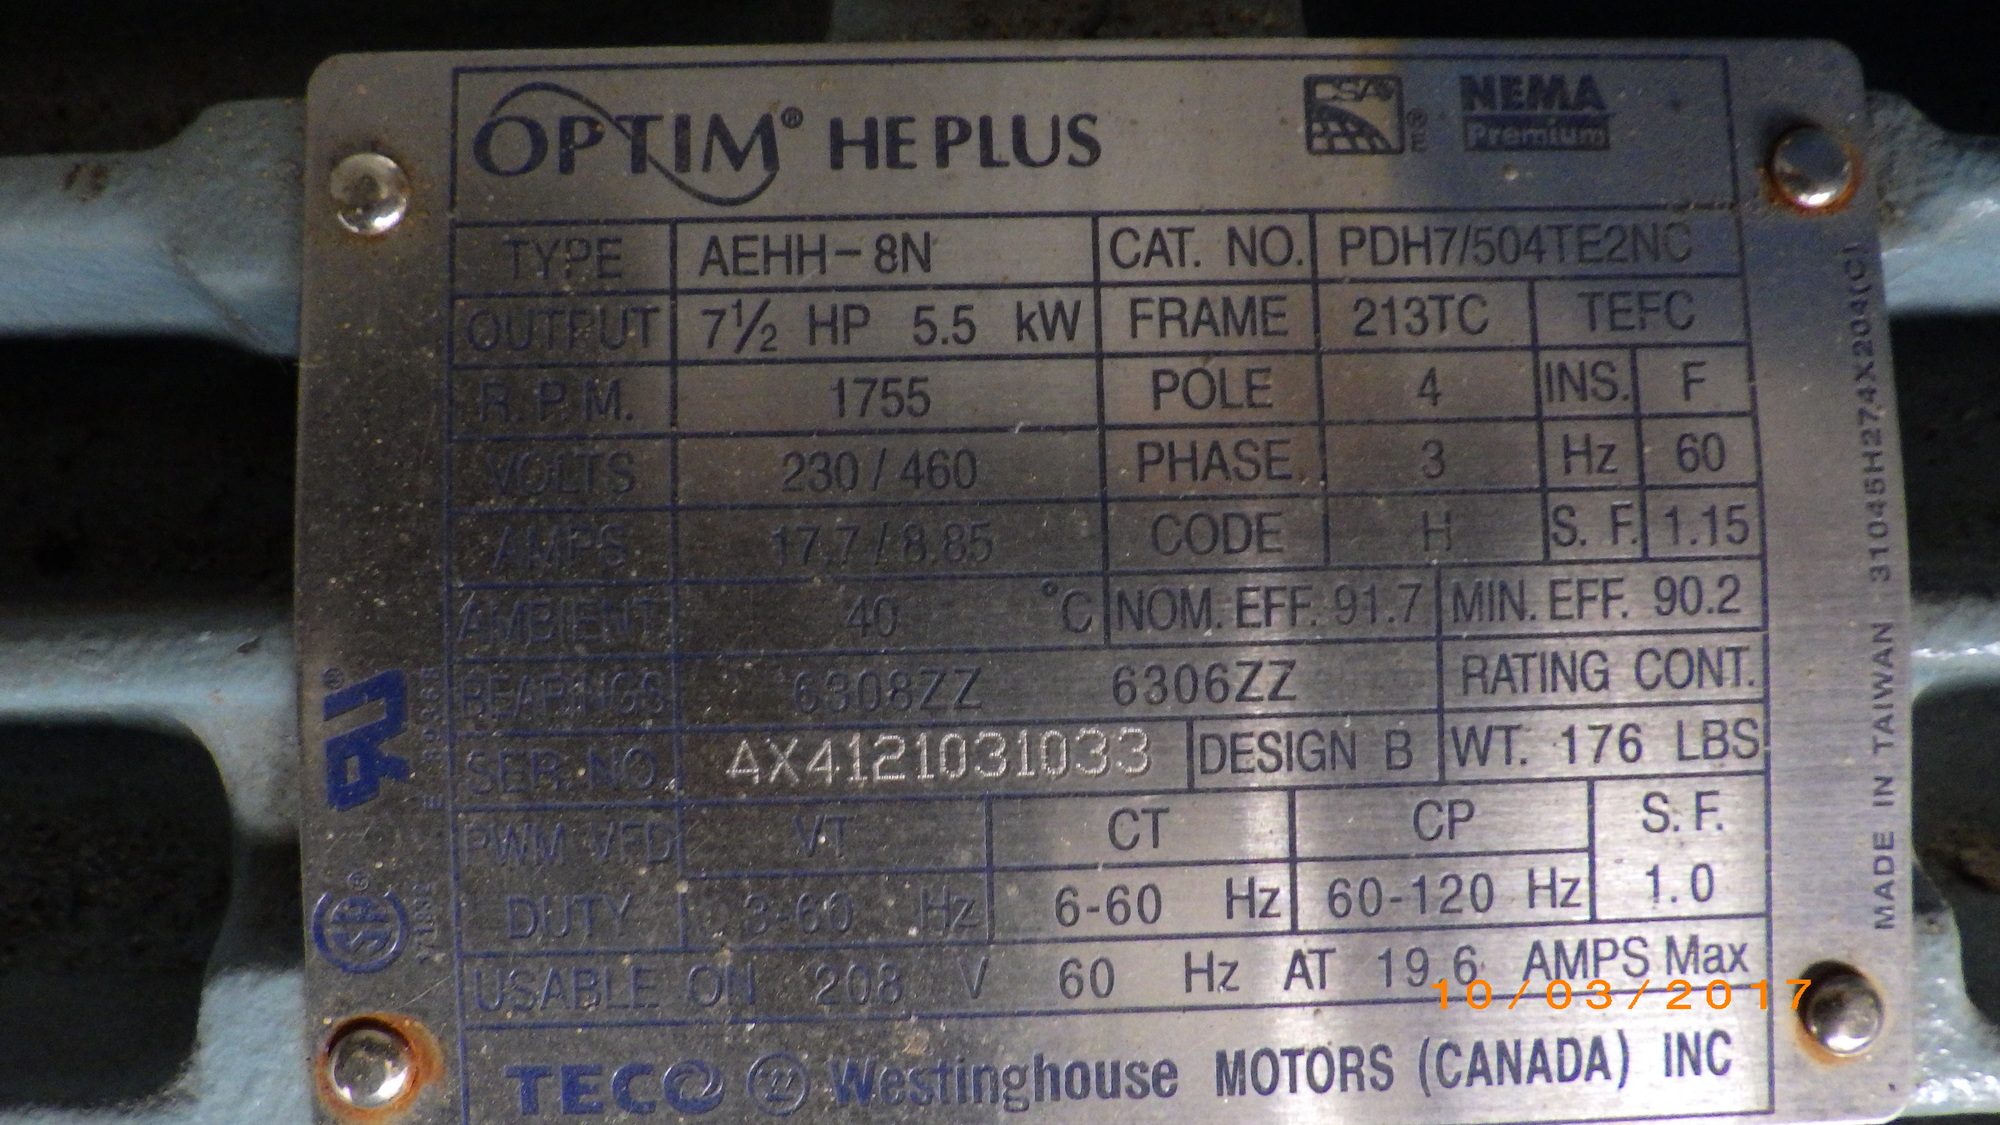 OPTIM® HE PLUS
CSA® E
NEMA
Premium
TYPE AEHH-8N CAT. NO. PDH7/504TE2NC
OUTPUT 7½ HP 5.5 kW FRAME 213TC TEFC
R.P.M. 1755 POLE 4 INS. F
VOLTS 230/460 PHASE 3 Hz 60
AMPS 17.7/8.85 CODE H S. F. 1.15
AMBIENT 40 °C NOM. EFF. 91.7 MIN. EFF. 90.2
BEARINGS 6308ZZ 6306ZZ RATING CONT.
SER. NO. AX4121031033 DESIGN B WT. 176 LBS
PWM VFD VT CT CP S. F.
DUTY 3-60 Hz 6-60 Hz 60-120 Hz 1.0
USABLE ON 208 V 60 Hz AT 19.6 AMPS Max
10/03/2017
TECO Westinghouse MOTORS (CANADA) INC
MADE IN TAIWAN 31045H274X204(C)